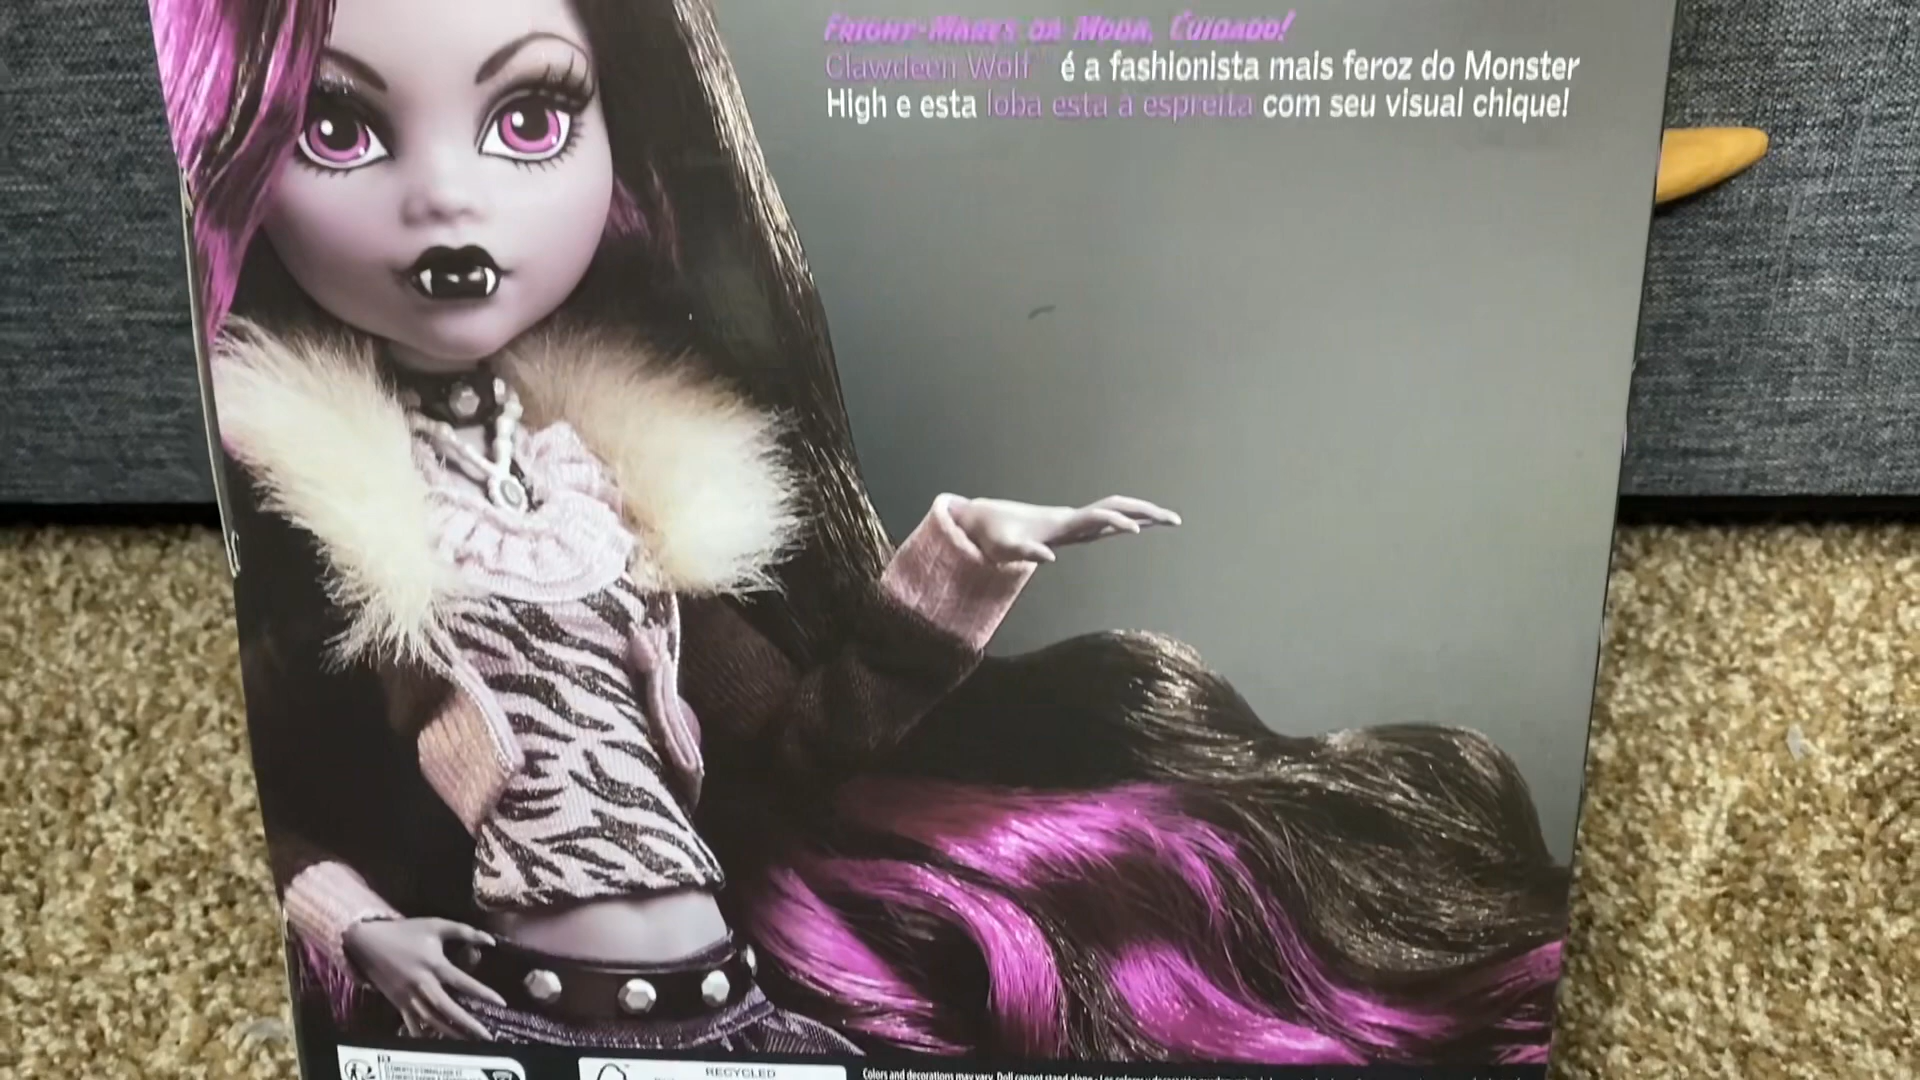 Fright-Mares da Moda, Cuidado!
Clawdeen Wolf™ é a fashionista mais feroz do Monster
High e esta loba esta à espreita com seu visual chique!
RECYCLED
Colors and decorations may vary. Doll cannot stand alone.